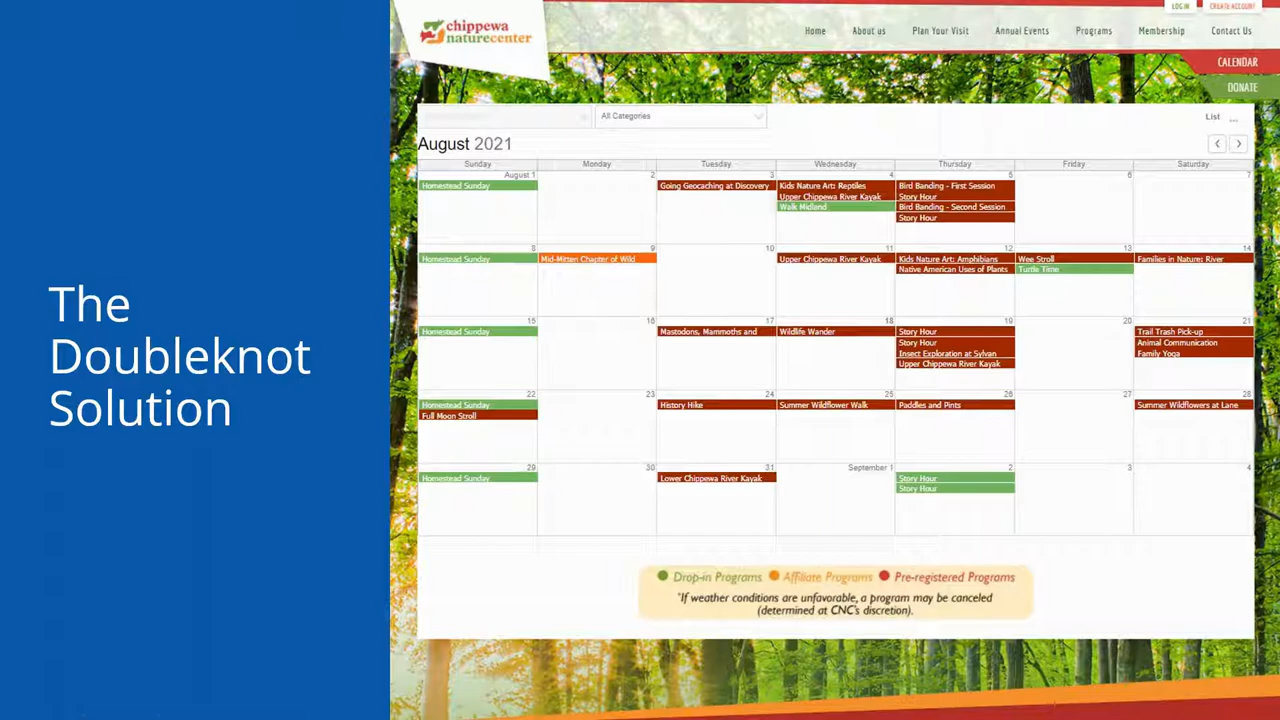 The
Doubleknot
Solution
chippewa
naturecenter
LOG IN
CREATE ACCOUNT
Home
About us
Plan Your Visit
Annual Events
Programs
Membership
Contact Us
CALENDAR
DONATE
All Categories
List
...
August 2021
Sunday
Monday
Tuesday
Wednesday
Thursday
Friday
Saturday
August 1
2
3
4
5
6
7
Homestead Sunday
Going Geocaching at Discovery
Kids Nature Art: Reptiles
Upper Chippewa River Kayak
Walk Midland
Bird Banding - First Session
Story Hour
Bird Banding - Second Session
Story Hour
8
9
10
11
12
13
14
Homestead Sunday
Mid-Mitten Chapter of Wild
Upper Chippewa River Kayak
Kids Nature Art: Amphibians
Native American Uses of Plants
Wee Stroll
Turtle Time
Families in Nature: River
15
16
17
18
19
20
21
Homestead Sunday
Mastodons, Mammoths and
Wildlife Wander
Story Hour
Story Hour
Insect Exploration at Sylvan
Upper Chippewa River Kayak
Trail Trash Pick-up
Animal Communication
Family Yoga
22
23
24
25
26
27
28
Homestead Sunday
Full Moon Stroll
History Hike
Summer Wildflower Walk
Paddles and Pints
Summer Wildflowers at Lane
29
30
31
September 1
2
3
4
Homestead Sunday
Lower Chippewa River Kayak
Story Hour
Story Hour
Drop-in Programs
Affiliate Programs
Pre-registered Programs
*If weather conditions are unfavorable, a program may be canceled
(determined at CNC's discretion).